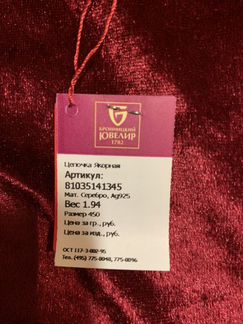 БРОННИЦКИЙ
ЮВЕЛИР
1782
Цепочка Якорная
Артикул:
81035141345
Мат. Серебро, Ag925
Вес 1.94
Размер 450
Цена за гр., руб.
Цена за изд., руб.
ОСТ 117-3-002-95
Тел. (495) 775-0048, 775-0096